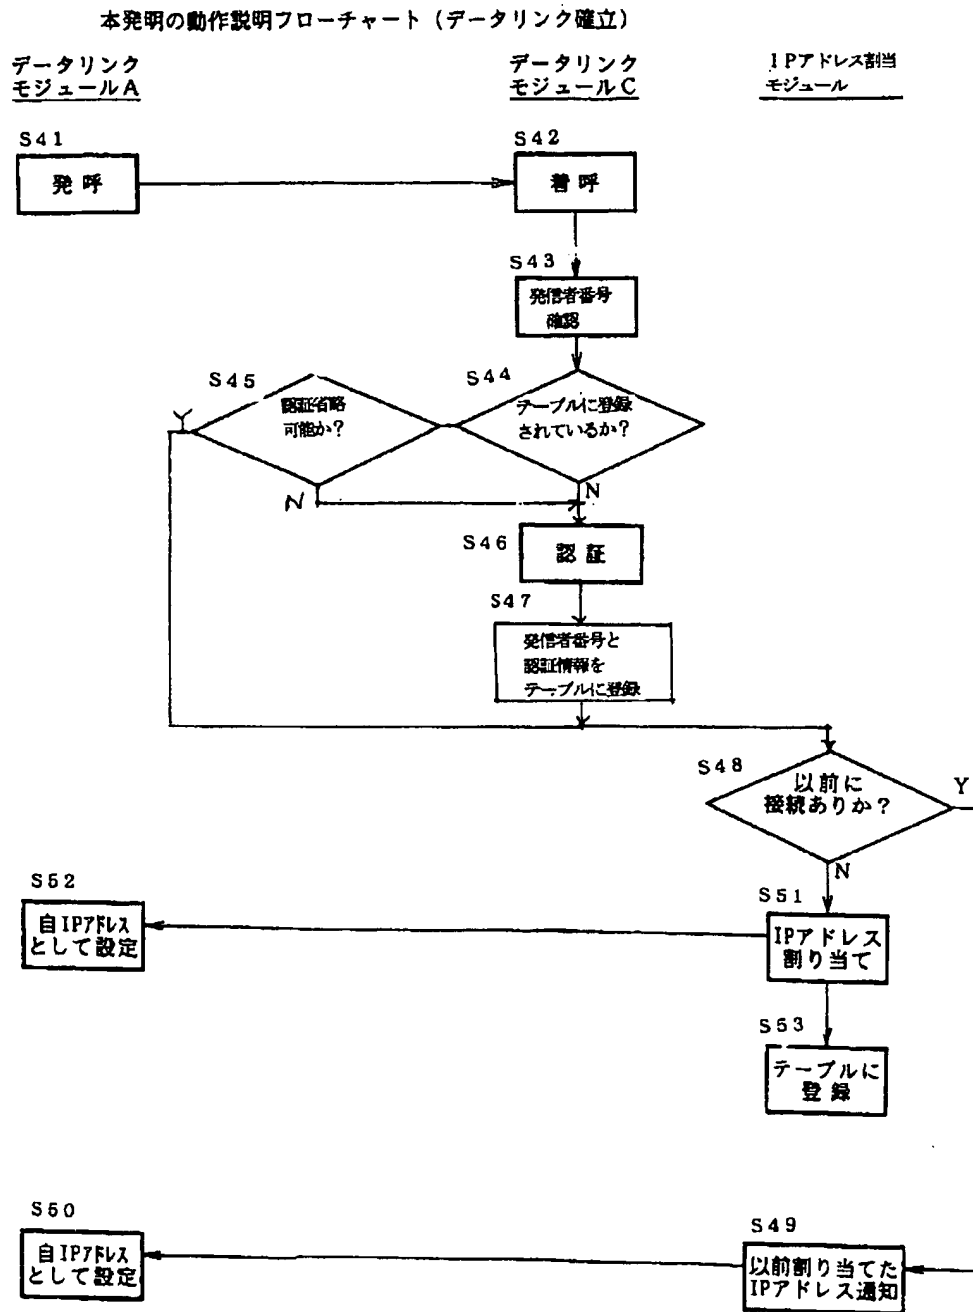 本発明の動作説明フローチャート（データリンク確立）
データリンク
モジュールA
データリンク
モジュールC
IPアドレス割当
モジュール
S41
発呼
S42
着呼
S43
発信者番号
確認
S45
認証省略
可能か？
Y
N
S44
テーブルに登録
されているか？
N
S46
認証
S47
発信者番号と
認証情報を
テーブルに登録
S48
以前に
接続ありか？
Y
N
S52
自IPアドレス
として設定
S51
IPアドレス
割り当て
S53
テーブルに
登録
S50
自IPアドレス
として設定
S49
以前割り当てた
IPアドレス通知